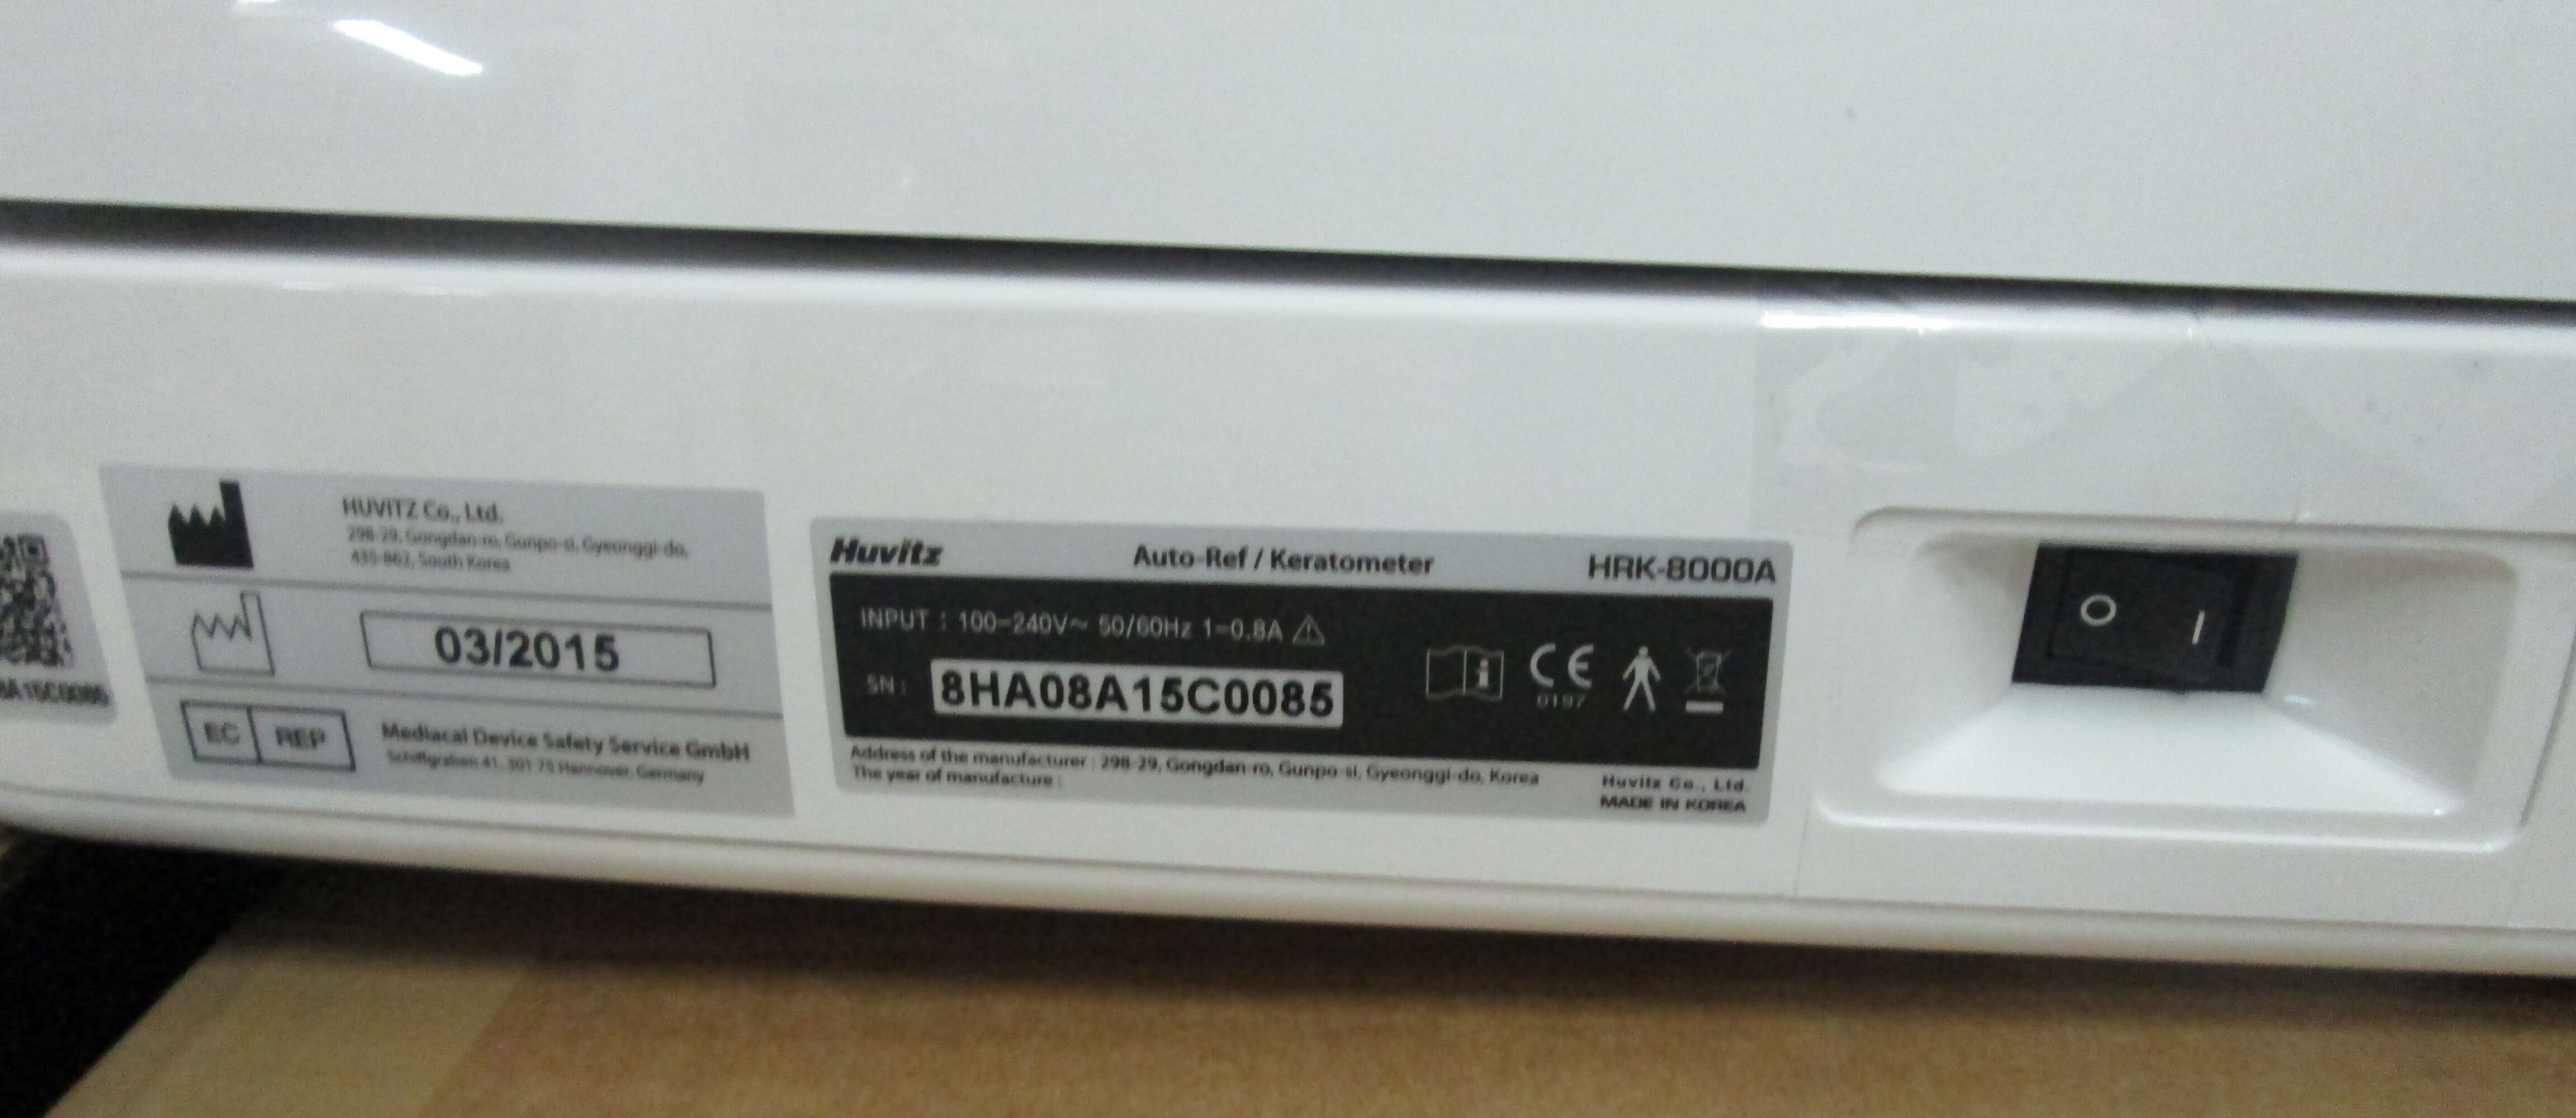 HUVITZ Co., Ltd.
298-29, Gongdan-ro, Gunpo-si, Gyeonggi-do,
435-862, South Korea
03/2015
EC REP
Mediacal Device Safety Service GmbH
Schiffgraben 41, 301 75 Hannover, Germany
Huvitz Auto-Ref / Keratometer HRK-8000A
INPUT : 100-240V~ 50/60Hz 1-0.8A
SN : 8HA08A15C0085
CE
0197
Address of the manufacturer : 298-29, Gongdan-ro, Gunpo-si, Gyeonggi-do, Korea
The year of manufacture :
Huvitz Co., Ltd.
MADE IN KOREA
O I